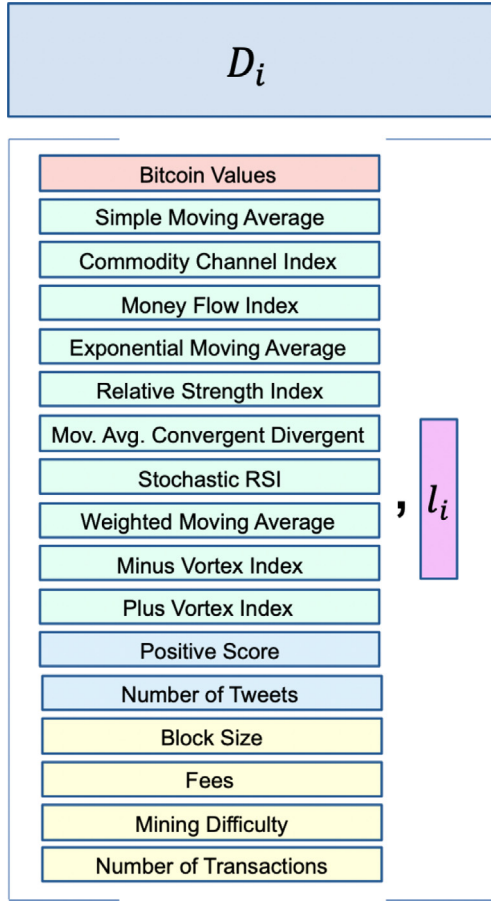 D_i
Bitcoin Values
Simple Moving Average
Commodity Channel Index
Money Flow Index
Exponential Moving Average
Relative Strength Index
Mov. Avg. Convergent Divergent
Stochastic RSI
Weighted Moving Average
Minus Vortex Index
Plus Vortex Index
Positive Score
Number of Tweets
Block Size
Fees
Mining Difficulty
Number of Transactions
, l_i